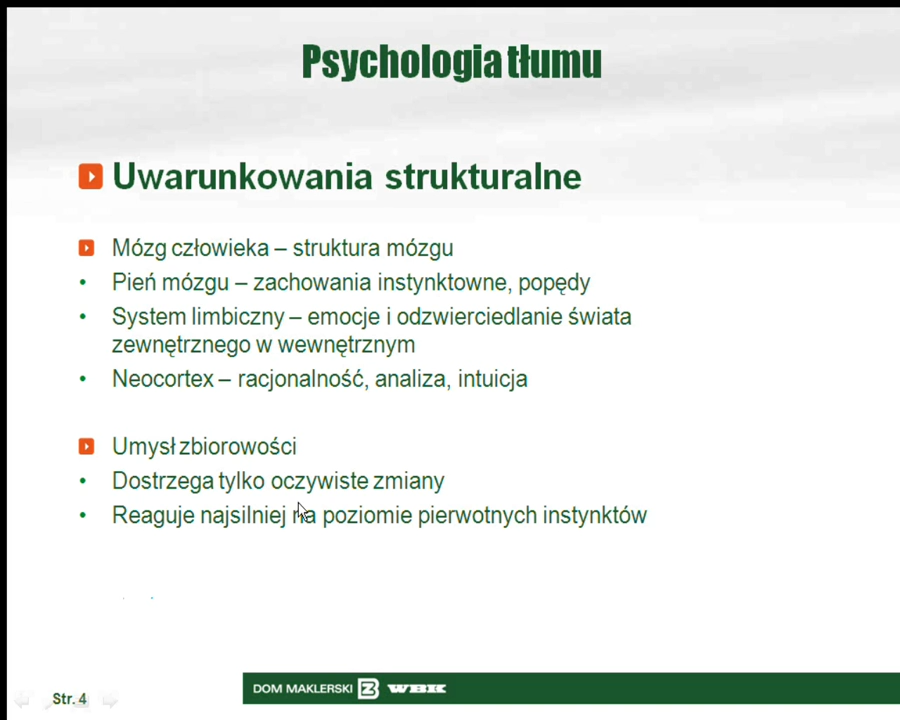 Psychologia tłumu
Uwarunkowania strukturalne
Mózg człowieka – struktura mózgu
• Pień mózgu – zachowania instynktowne, popędy
• System limbiczny – emocje i odzwierciedlanie świata
zewnętrznego w wewnętrznym
• Neocortex – racjonalność, analiza, intuicja
Umysł zbiorowości
• Dostrzega tylko oczywiste zmiany
• Reaguje najsilniej na poziomie pierwotnych instynktów
Str. 4
DOM MAKLERSKI Z WBK